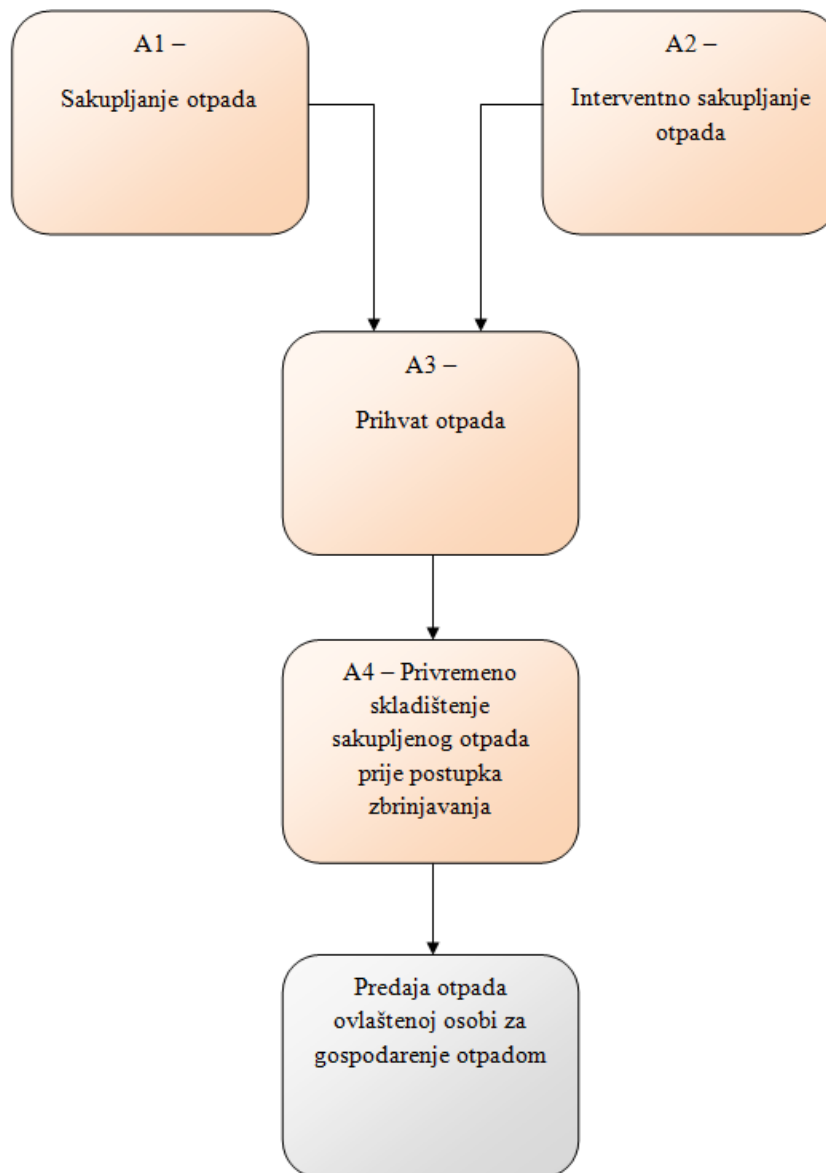 A1 –
Sakupljanje otpada
A2 –
Interventno sakupljanje
otpada
A3 –
Prihvat otpada
A4 – Privremeno
skladištenje
sakupljenog otpada
prije postupka
zbrinjavanja
Predaja otpada
ovlaštenoj osobi za
gospodarenje otpadom